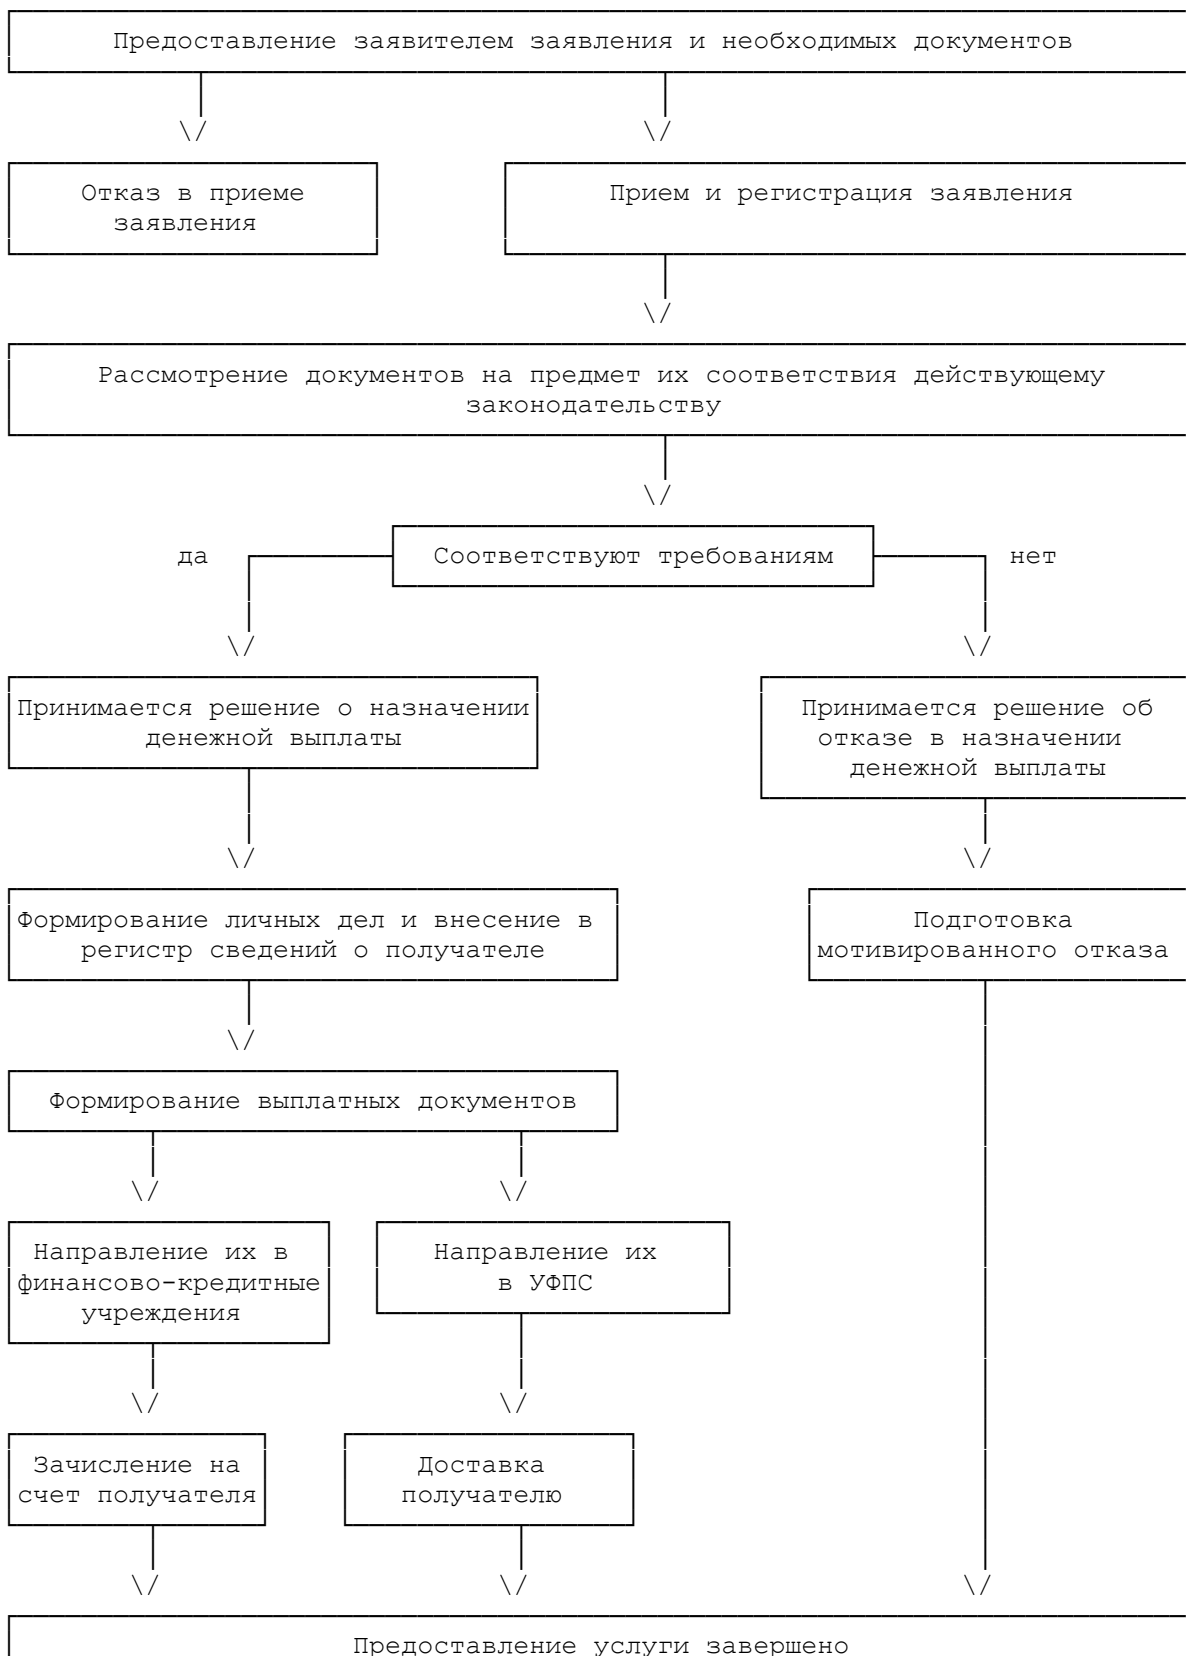 Предоставление заявителем заявления и необходимых документов
Отказ в приеме
заявления
Прием и регистрация заявления
Рассмотрение документов на предмет их соответствия действующему
законодательству
да
Соответствуют требованиям
нет
Принимается решение о назначении
денежной выплаты
Принимается решение об
отказе в назначении
денежной выплаты
Формирование личных дел и внесение в
регистр сведений о получателе
Подготовка
мотивированного отказа
Формирование выплатных документов
Направление их в
финансово-кредитные
учреждения
Направление их
в УФПС
Зачисление на
счет получателя
Доставка
получателю
Предоставление услуги завершено